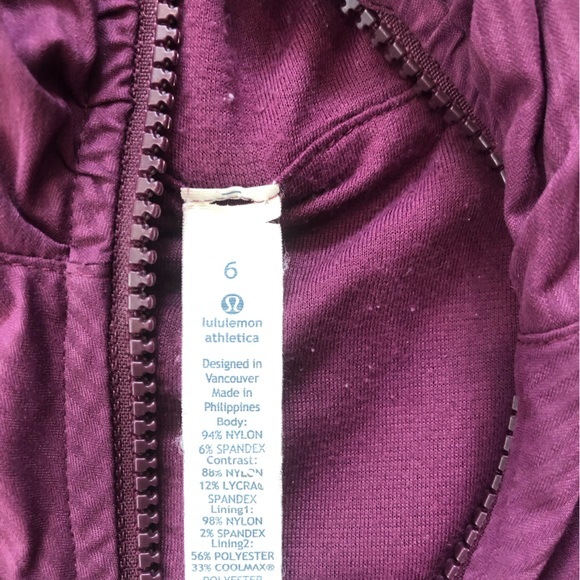 6
lululemon
athletica
Designed in
Vancouver
Made in
Philippines
Body:
94% NYLON
6% SPANDEX
Contrast:
88% NYLON
12% LYCRA®
SPANDEX
Lining1:
98% NYLON
2% SPANDEX
Lining2:
56% POLYESTER
33% COOLMAX®
POLYESTER